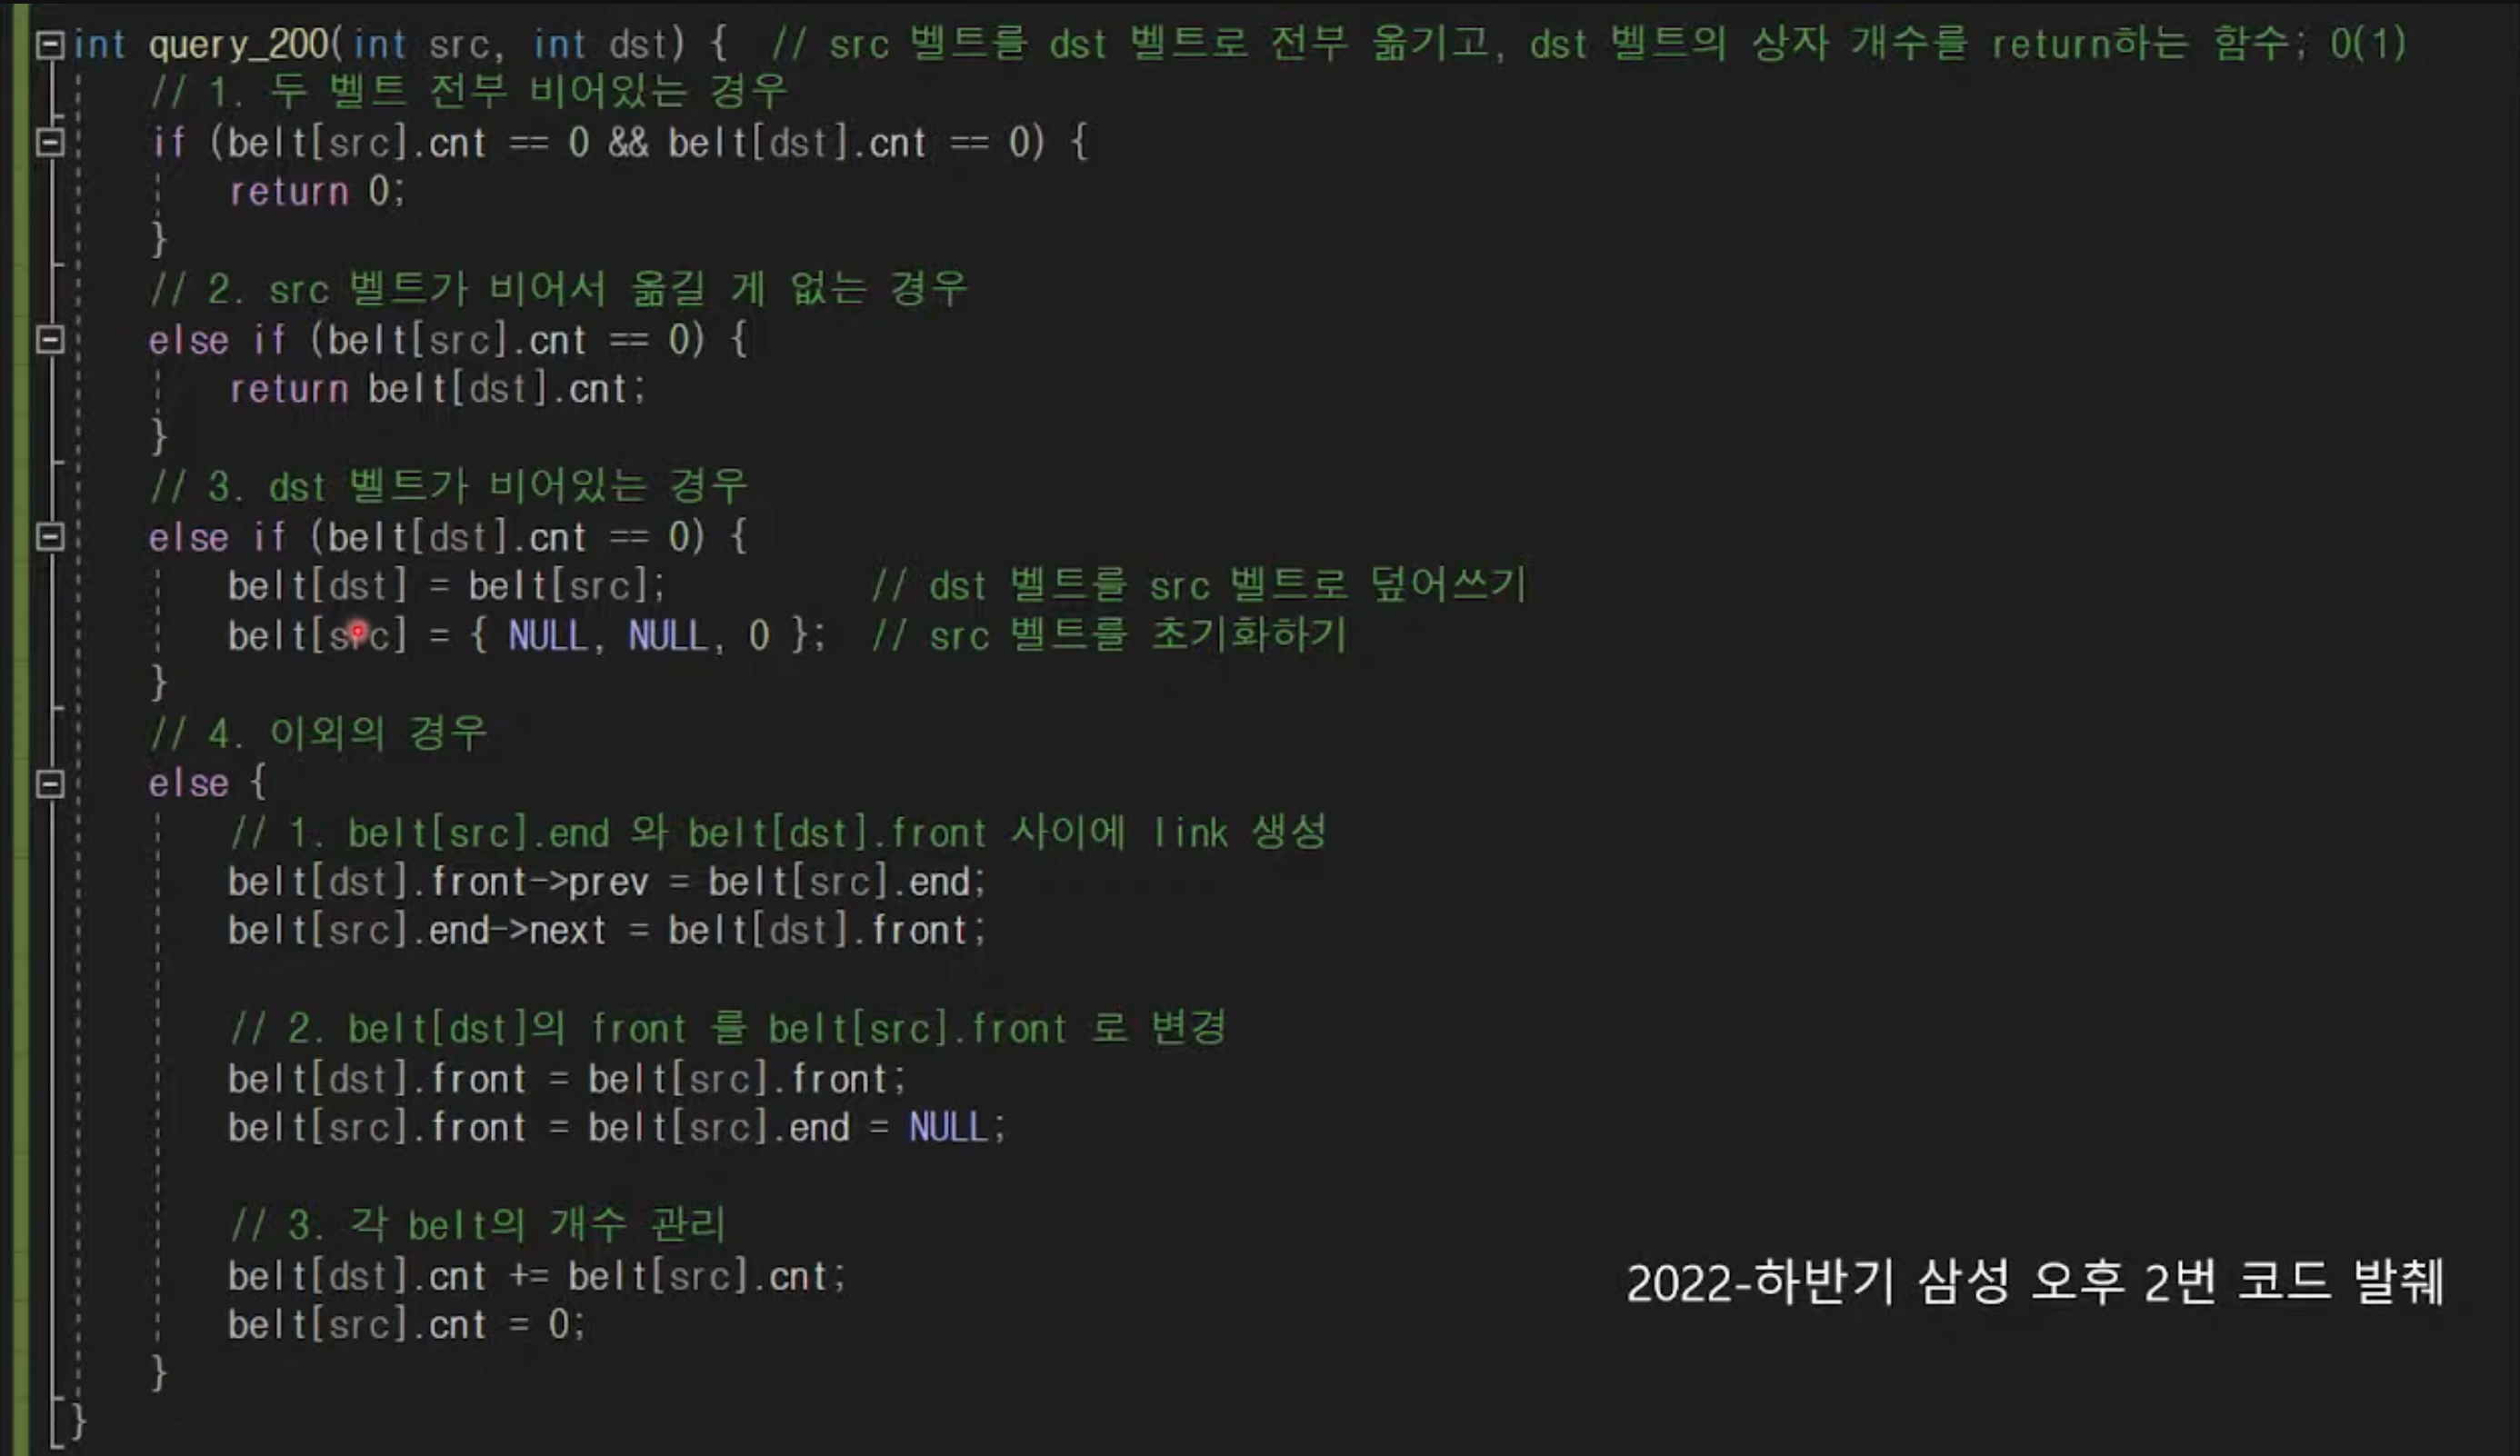 int query_200(int src, int dst) {  // src 벨트를 dst 벨트로 전부 옮기고, dst 벨트의 상자 개수를 return하는 함수; O(1)
    // 1. 두 벨트 전부 비어있는 경우
    if (belt[src].cnt == 0 && belt[dst].cnt == 0) {
        return 0;
    }
    // 2. src 벨트가 비어서 옮길 게 없는 경우
    else if (belt[src].cnt == 0) {
        return belt[dst].cnt;
    }
    // 3. dst 벨트가 비어있는 경우
    else if (belt[dst].cnt == 0) {
        belt[dst] = belt[src];          // dst 벨트를 src 벨트로 덮어쓰기
        belt[src] = { NULL, NULL, 0 };  // src 벨트를 초기화하기
    }
    // 4. 이외의 경우
    else {
        // 1. belt[src].end 와 belt[dst].front 사이에 link 생성
        belt[dst].front->prev = belt[src].end;
        belt[src].end->next = belt[dst].front;
        // 2. belt[dst]의 front 를 belt[src].front 로 변경
        belt[dst].front = belt[src].front;
        belt[src].front = belt[src].end = NULL;
        // 3. 각 belt의 개수 관리
        belt[dst].cnt += belt[src].cnt;
        belt[src].cnt = 0;
    }
}
2022-하반기 삼성 오후 2번 코드 발췌